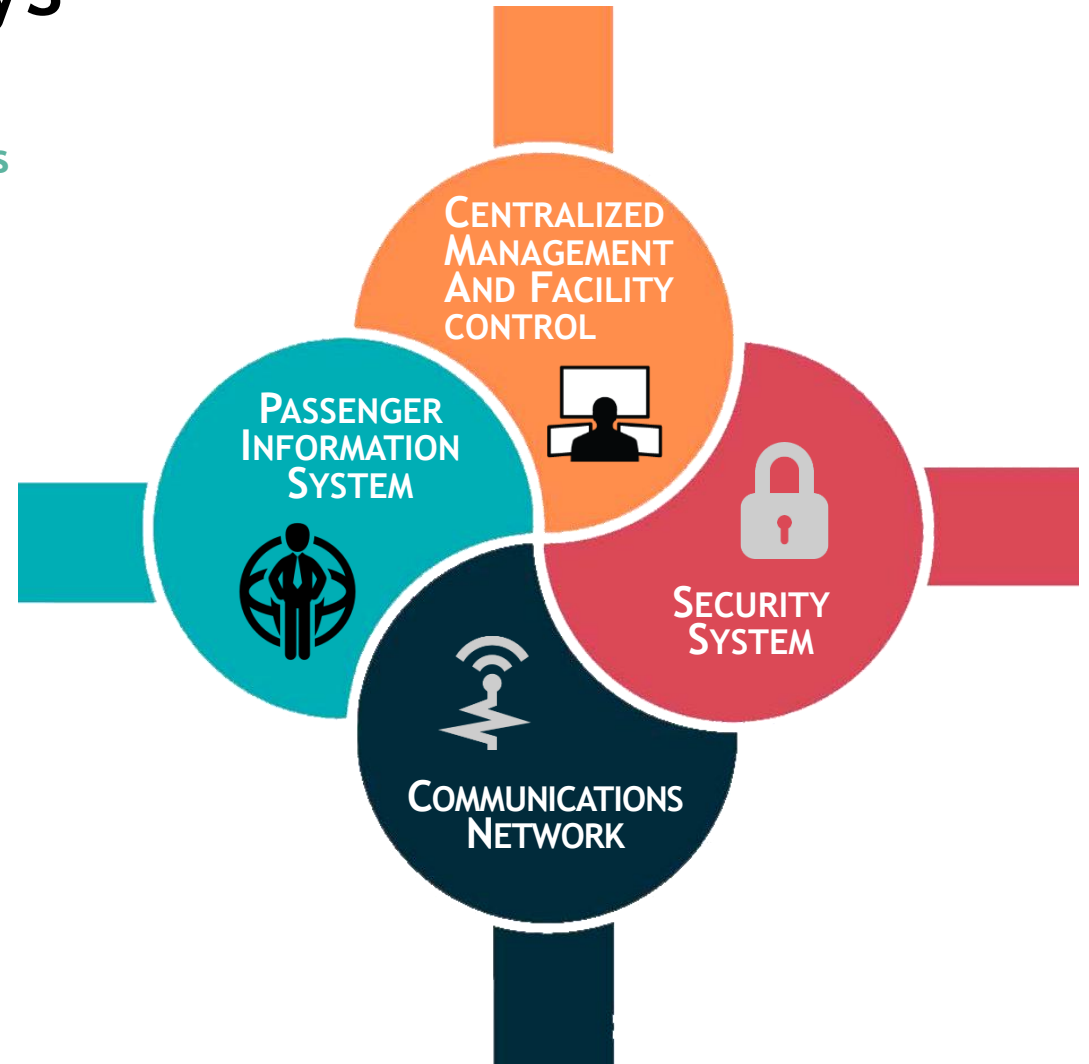 CENTRALIZED
MANAGEMENT
AND FACILITY
CONTROL
PASSENGER
INFORMATION
SYSTEM
SECURITY
SYSTEM
COMMUNICATIONS
NETWORK